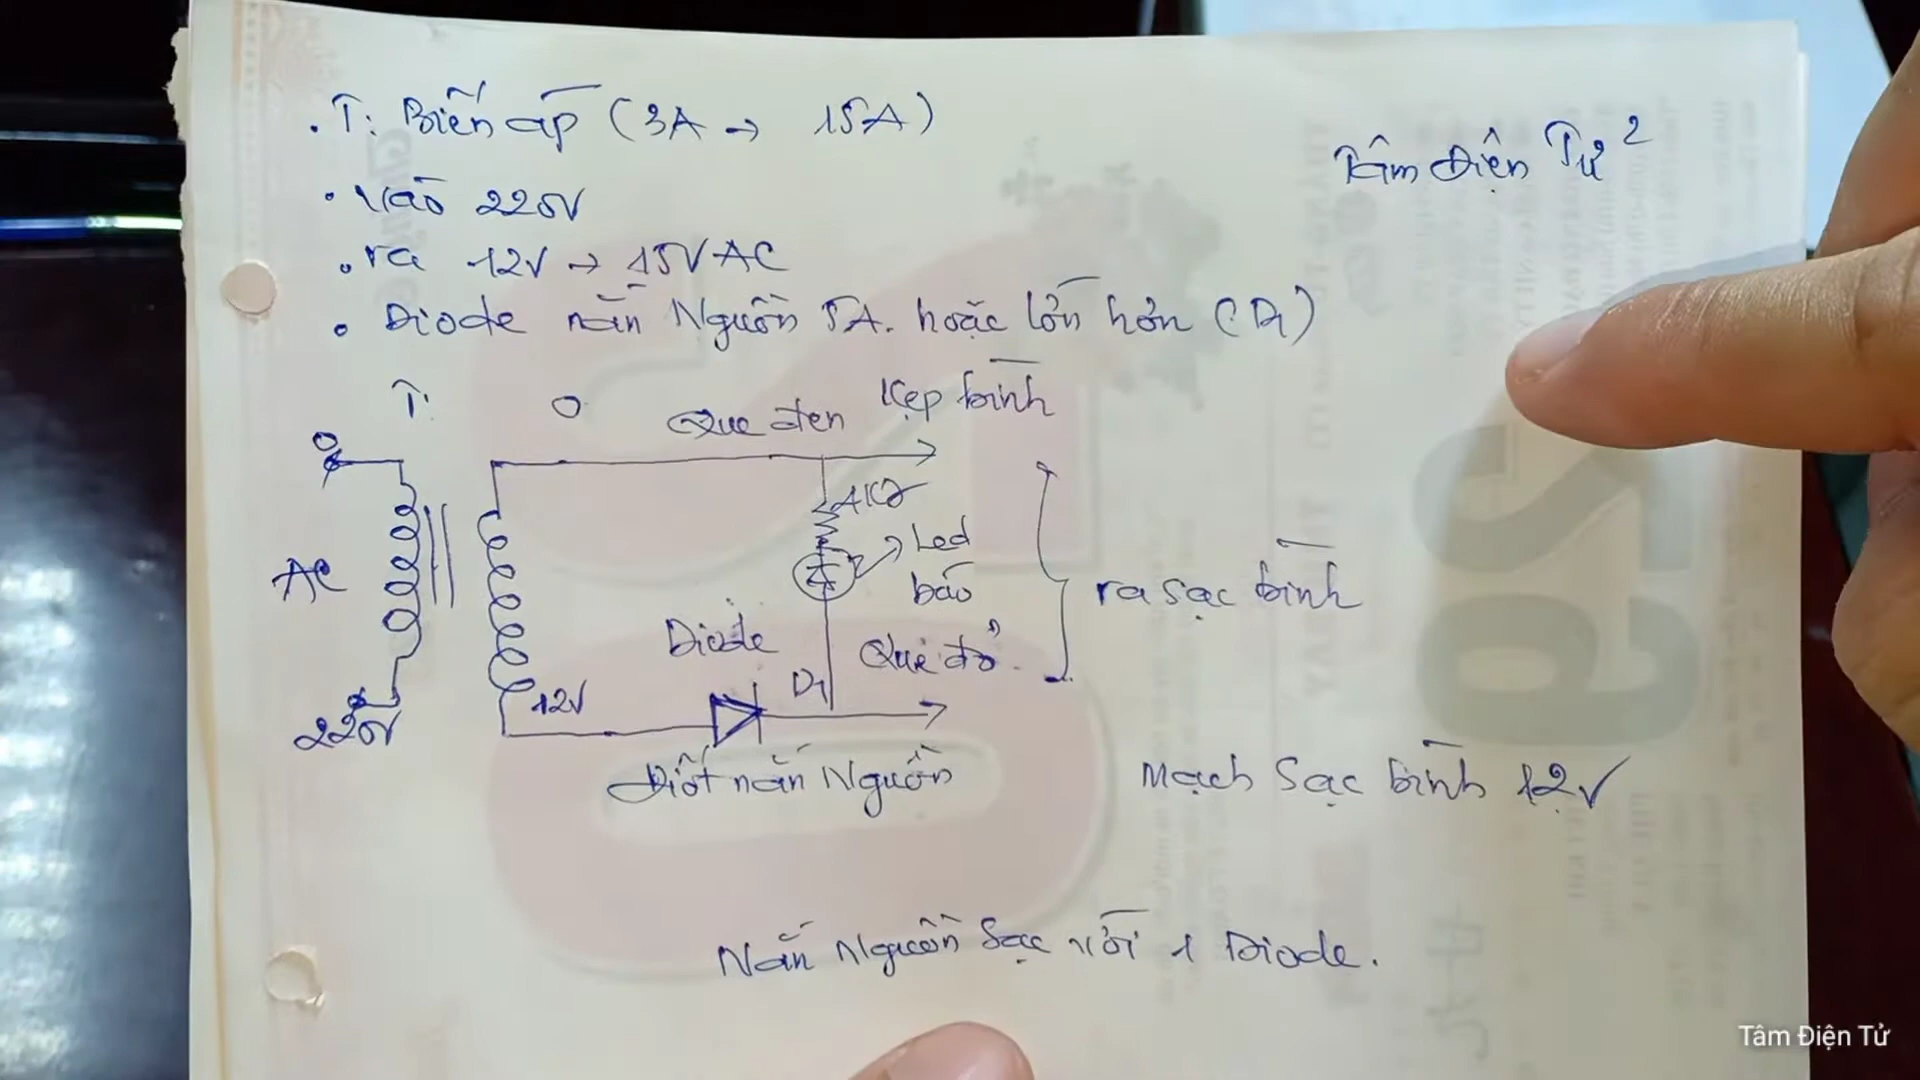 . T: Biến áp (3A → 15A)
Tâm Điện Tử 2
. Vào 220V
. ra 12V → 15VAC
. Diode nắn Nguồn 5A. hoặc lớn hơn (D1)
T:
O
Que đen
Kẹp bình
1KΩ
Led
báo
AC
ra sạc bình
Diode
D1
Que đỏ
12V
220V
Điốt nắn Nguồn
Mạch Sạc bình 12V
Nắn Nguồn Sạc với 1 Diode.
Tâm Điện Tử